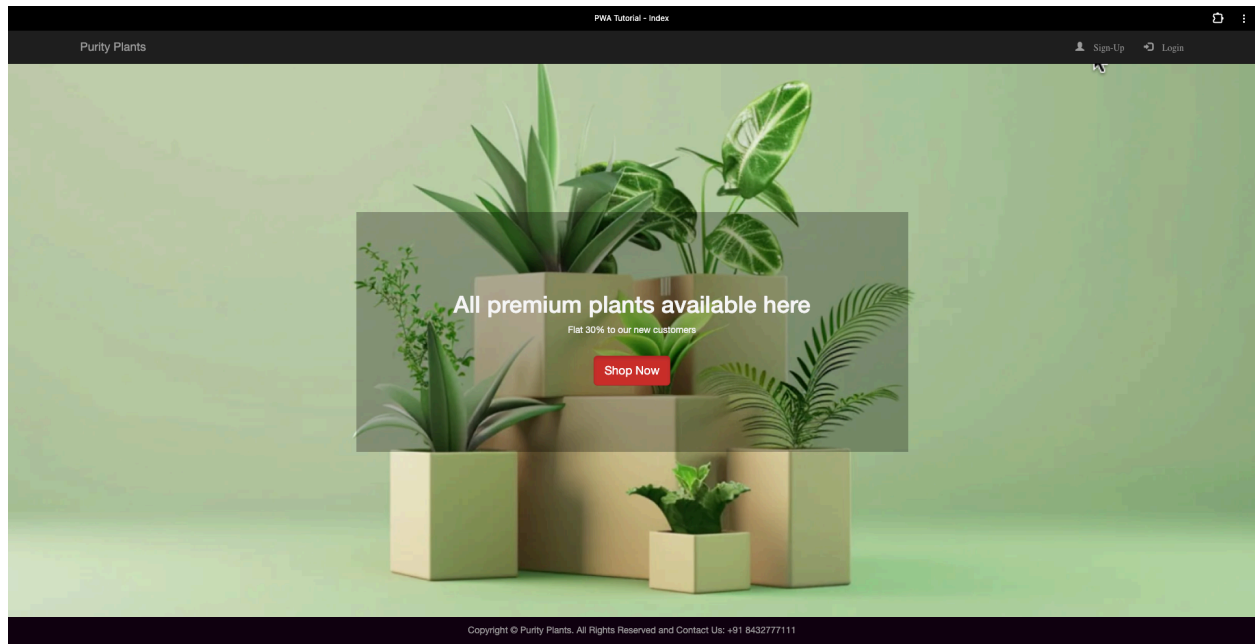 PWA Tutorial - Index
Purity Plants
Sign-Up
Login
All premium plants available here
Flat 30% to our new customers
Shop Now
Copyright © Purity Plants. All Rights Reserved and Contact Us: +91 8432777111